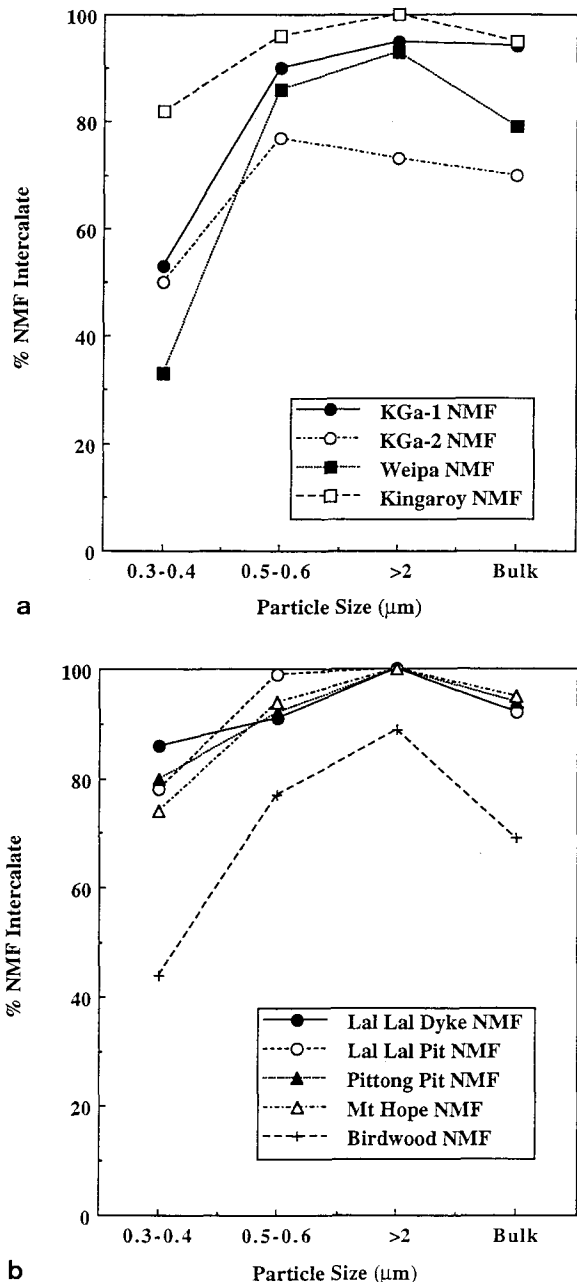 100
80
60
40
20
0
% NMF Intercalate
KGa-1 NMF
KGa-2 NMF
Weipa NMF
Kingaroy NMF
0.3-0.4 0.5-0.6 >2 Bulk
a
Particle Size (μm)
100
80
60
40
20
0
% NMF Intercalate
Lal Lal Dyke NMF
Lal Lal Pit NMF
Pittong Pit NMF
Mt Hope NMF
Birdwood NMF
0.3-0.4 0.5-0.6 >2 Bulk
b
Particle Size (μm)